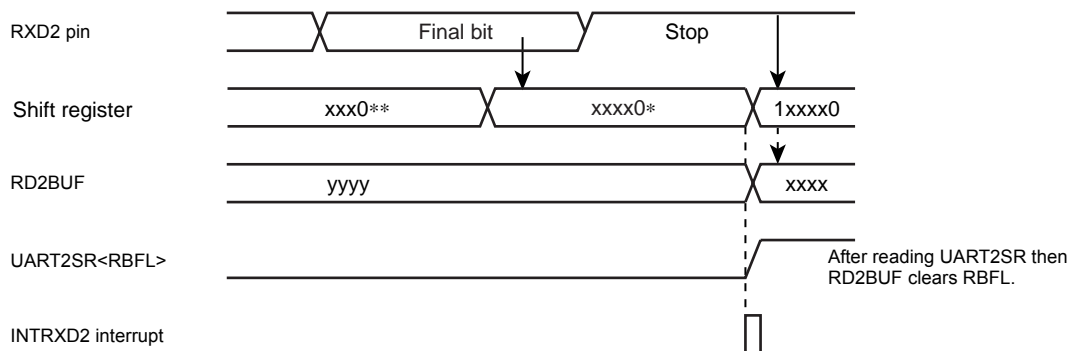 RXD2 pin
Final bit
Stop
Shift register
xxx0**
xxxx0*
1xxxx0
RD2BUF
yyyy
xxxx
UART2SR<RBFL>
After reading UART2SR then
RD2BUF clears RBFL.
INTRXD2 interrupt